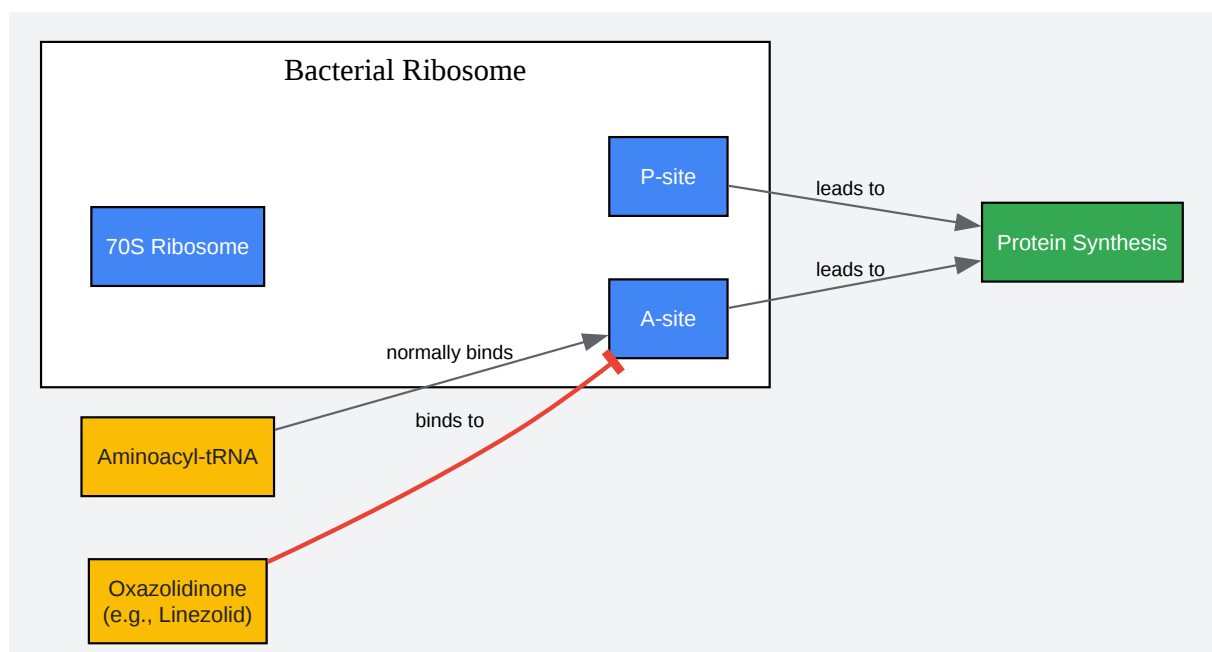 Bacterial Ribosome
P-site
leads to
70S Ribosome
Protein Synthesis
leads to
A-site
normally binds
binds to
Aminoacyl-tRNA
Oxazolidinone
(e.g., Linezolid)